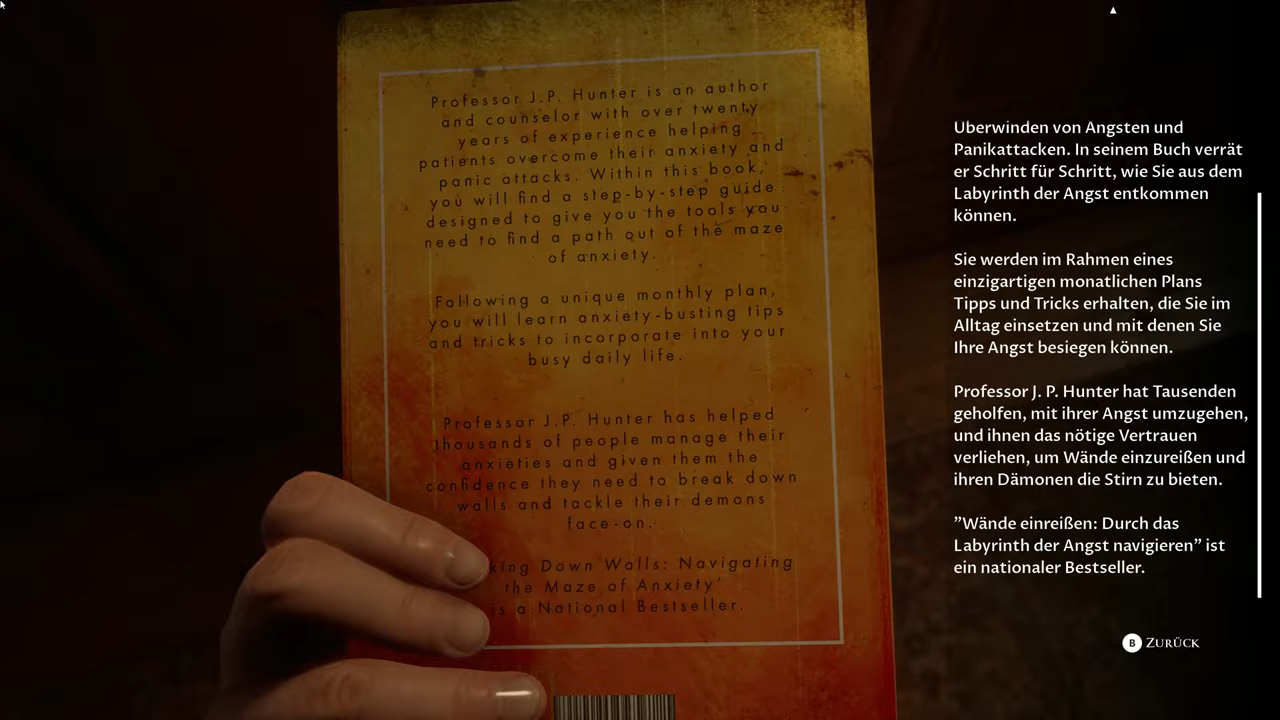 Professor J.P. Hunter is an author
and counselor with over twenty
years of experience helping
patients overcome their anxiety and
panic attacks. Within this book,
you will find a step-by-step guide
designed to give you the tools you
need to find a path out of the maze
of anxiety.
Following a unique monthly plan,
you will learn anxiety-busting tips
and tricks to incorporate into your
busy daily life.
Professor J.P. Hunter has helped
thousands of people manage their
anxieties and given them the
confidence they need to break down
walls and tackle their demons
face-on.
king Down Walls: Navigating
the Maze of Anxiety'
is a National Bestseller.
Überwinden von Ängsten und
Panikattacken. In seinem Buch verrät
er Schritt für Schritt, wie Sie aus dem
Labyrinth der Angst entkommen
können.
Sie werden im Rahmen eines
einzigartigen monatlichen Plans
Tipps und Tricks erhalten, die Sie im
Alltag einsetzen und mit denen Sie
Ihre Angst besiegen können.
Professor J. P. Hunter hat Tausenden
geholfen, mit ihrer Angst umzugehen,
und ihnen das nötige Vertrauen
verliehen, um Wände einzureißen und
ihren Dämonen die Stirn zu bieten.
"Wände einreißen: Durch das
Labyrinth der Angst navigieren" ist
ein nationaler Bestseller.
B ZURÜCK